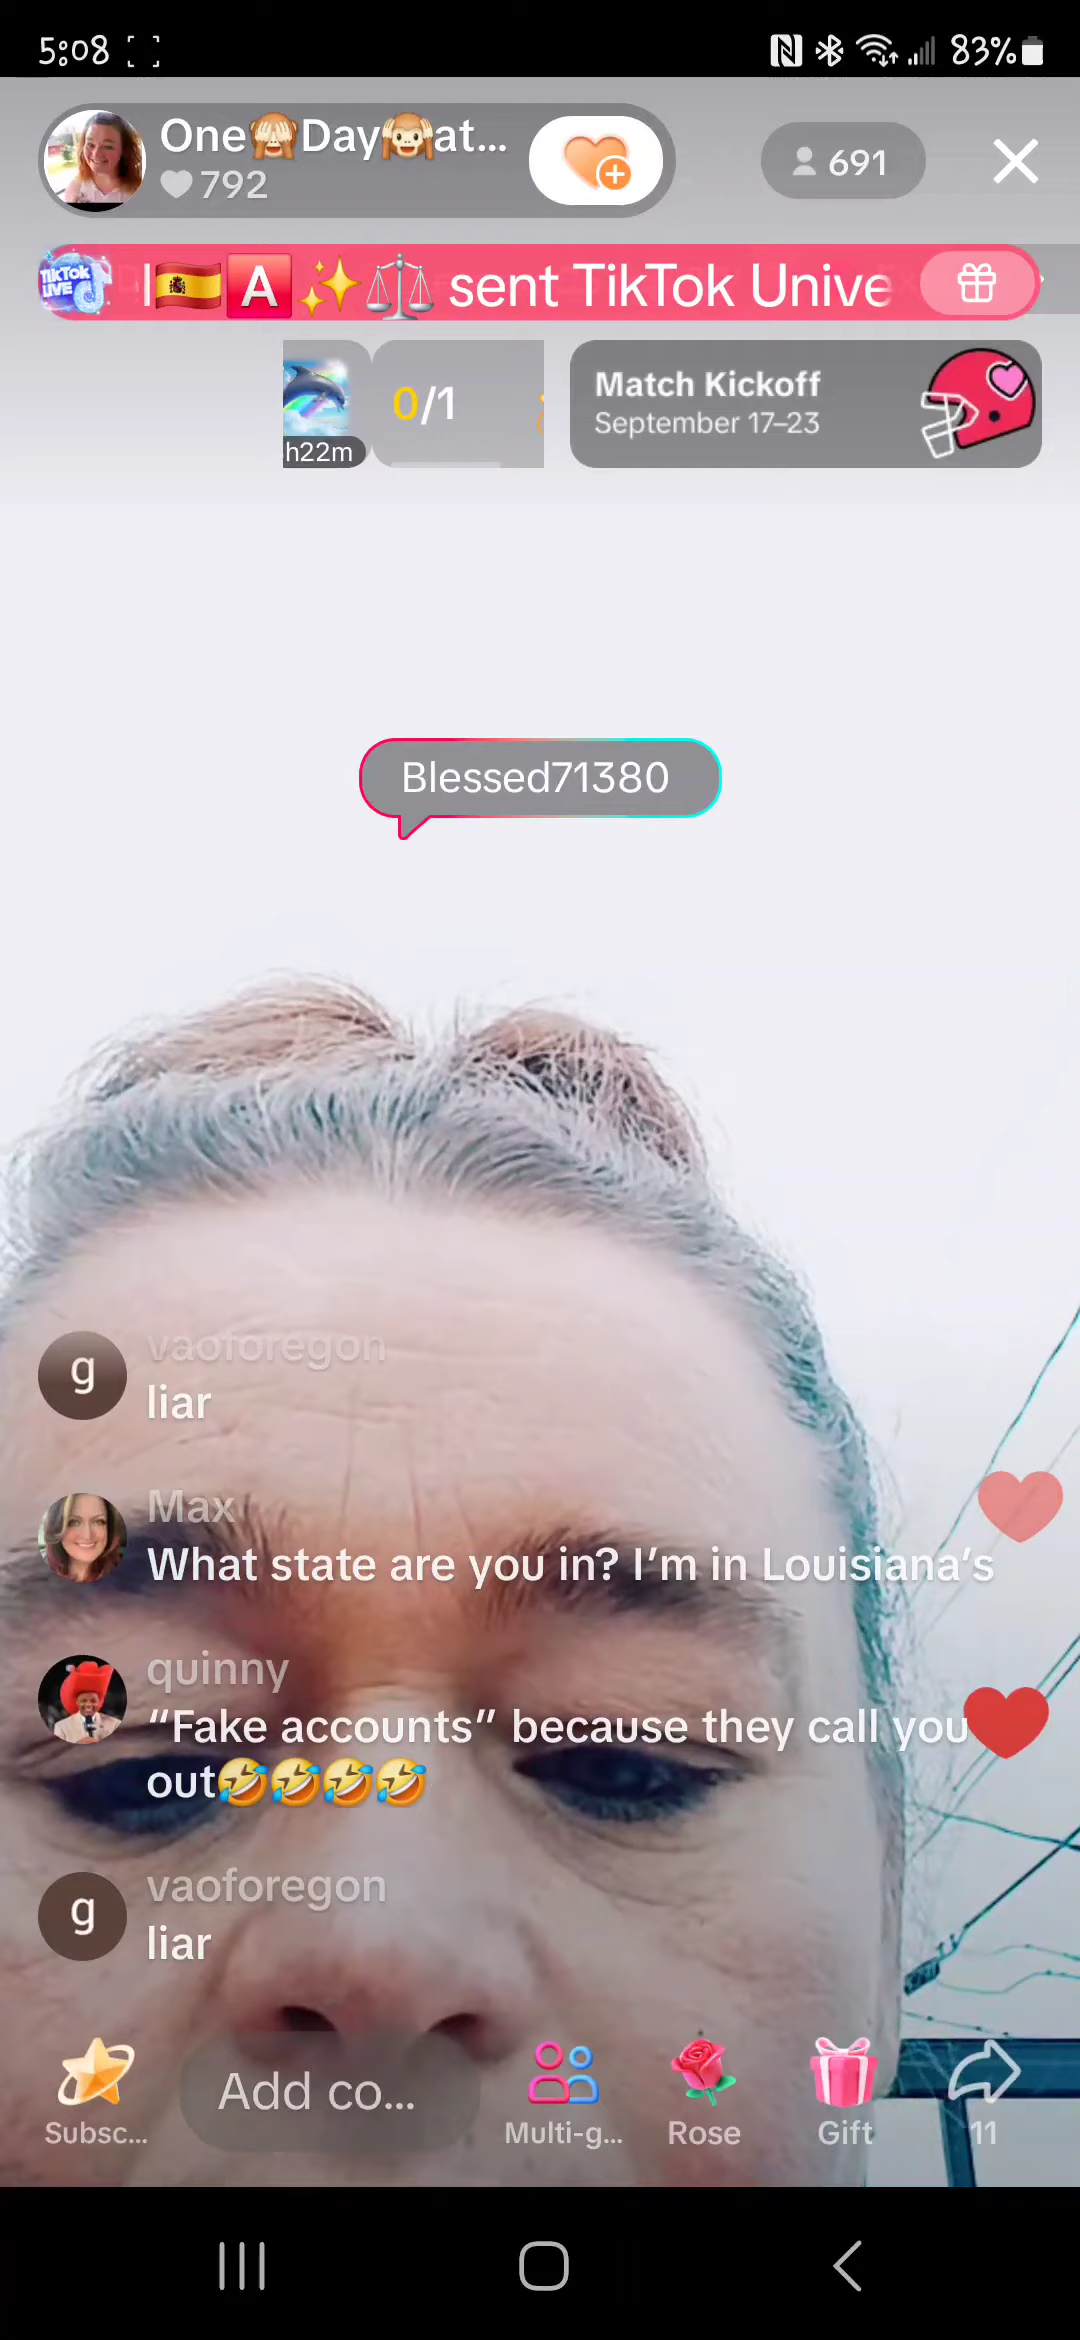 5:08
83%
One🙈Day🙉at...
792
691
TikTok
LIVE
I🇪🇸🅰✨⚖ sent TikTok Unive
h22m
0/1
Match Kickoff
September 17–23
Blessed71380
vaoforegon
g
liar
Max
What state are you in? I’m in Louisiana’s
quinny
“Fake accounts” because they call you
out🤣🤣🤣🤣
vaoforegon
g
liar
Add co...
Subsc...
Multi-g...
Rose
Gift
11